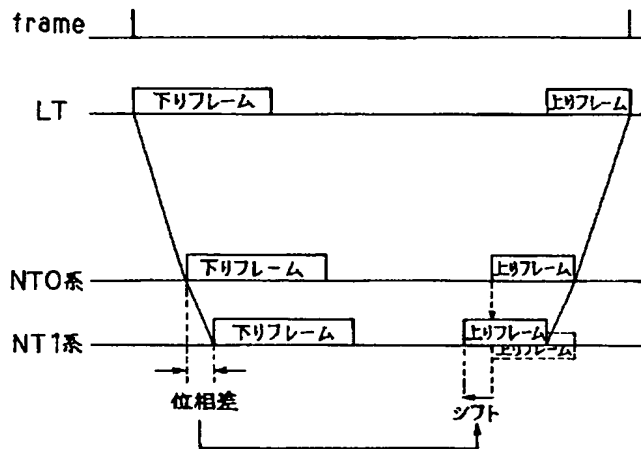 frame
LT
下りフレーム
上りフレーム
NT0系
下りフレーム
上りフレーム
NT1系
下りフレーム
上りフレーム
上りフレーム
位相差
シフト